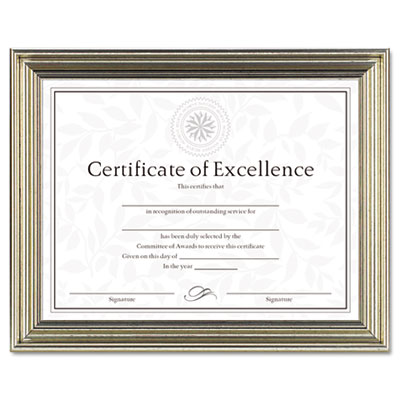 Certificate of Excellence
This certifies that
in recognition of outstanding service for
has been duly selected by the
Committee of Awards to receive this certificate
Given on this day of
In the year
Signature Signature